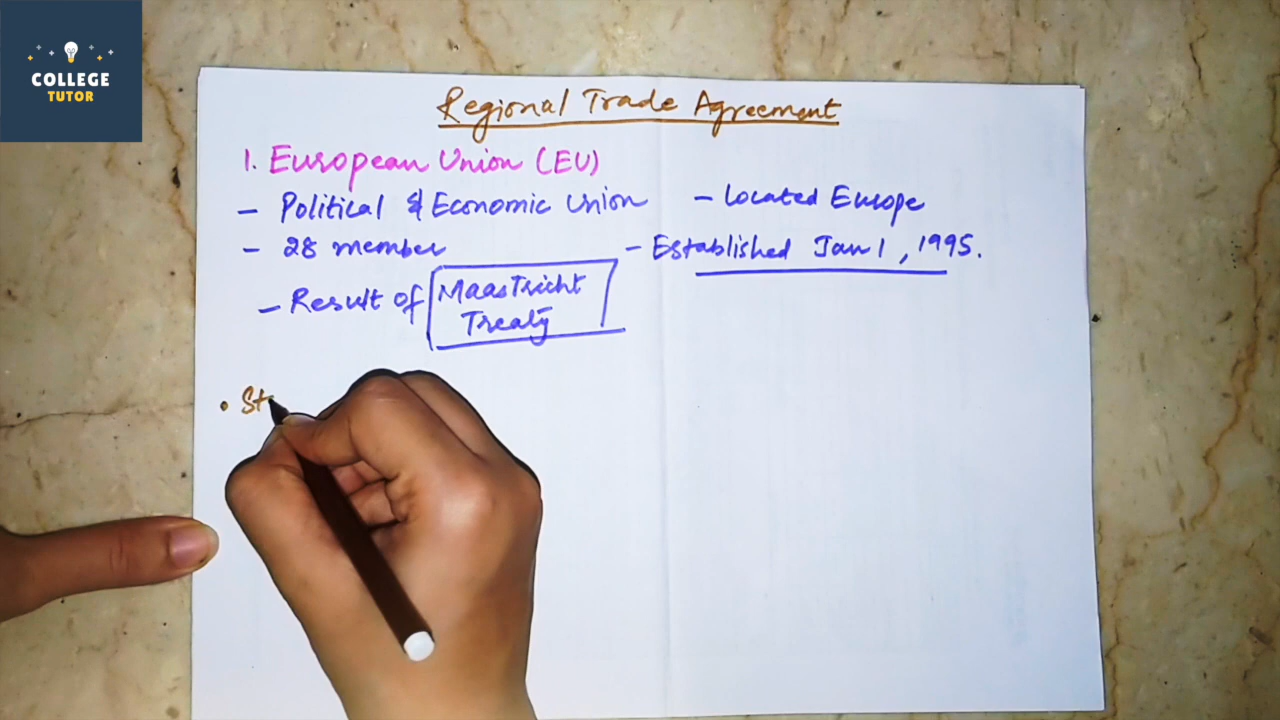 COLLEGE
TUTOR
Regional Trade Agreement
1. European Union (EU)
- Political & Economic Union
- Located Europe
- 28 member
- Established Jan 1, 1995.
- Result of Maastricht
Treaty
• St